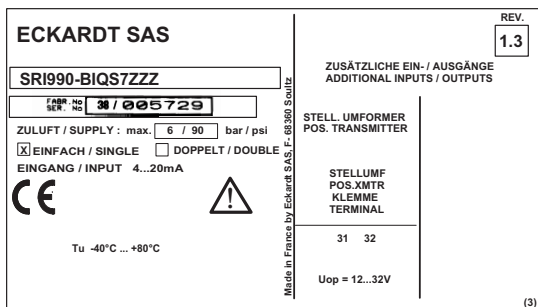 ECKARDT SAS
SRI990-BIQS7ZZZ
FABR.No
SER. No 38 / 005729
ZULUFT / SUPPLY : max. 6 / 90 bar / psi
X EINFACH / SINGLE DOPPELT / DOUBLE
EINGANG / INPUT 4...20mA
CE
Tu -40°C ... +80°C
Made in France by Eckardt SAS, F- 68360 Soultz
REV.
1.3
ZUSÄTZLICHE EIN- / AUSGÄNGE
ADDITIONAL INPUTS / OUTPUTS
STELL. UMFORMER
POS. TRANSMITTER
STELLUMF
POS.XMTR
KLEMME
TERMINAL
31 32
Uop = 12...32V
(3)